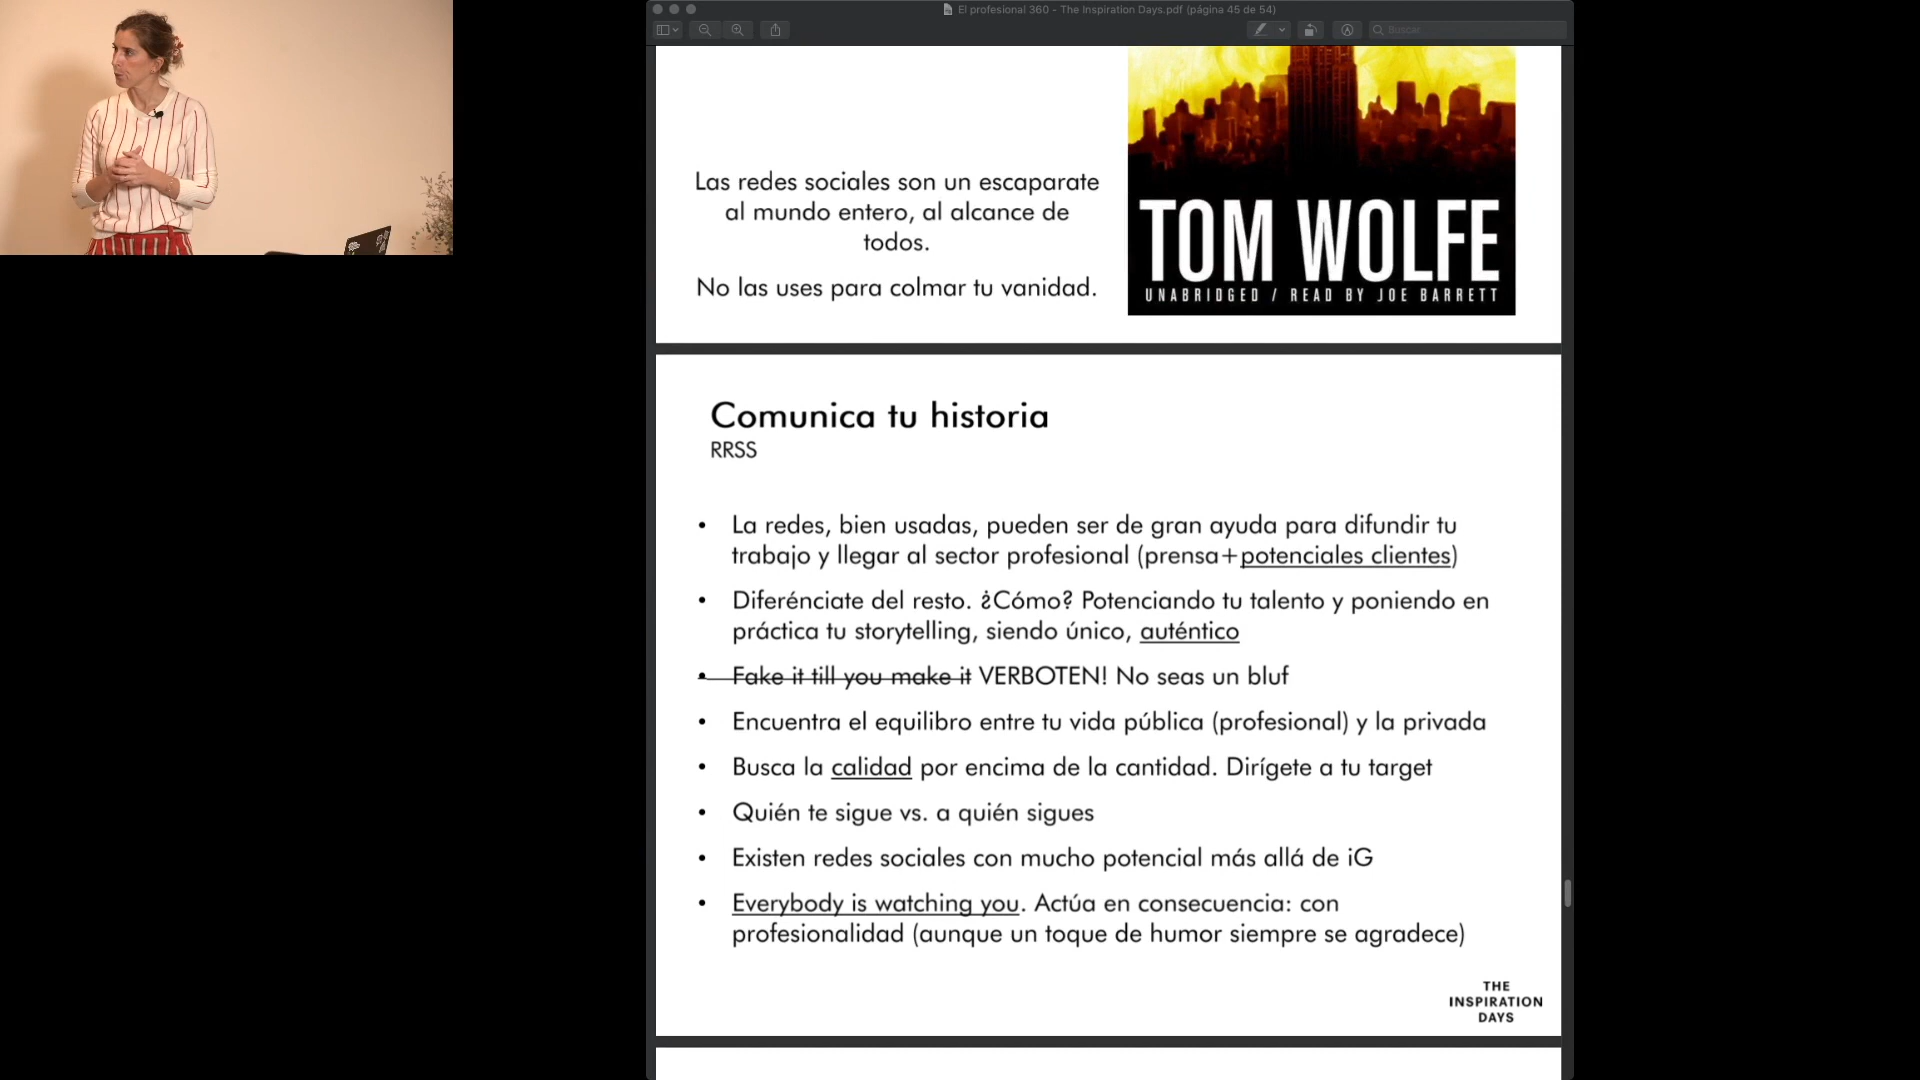 El profesional 360 - The Inspiration Days.pdf (página 45 de 54)
Buscar
Las redes sociales son un escaparate
al mundo entero, al alcance de
todos.
No las uses para colmar tu vanidad.
TOM WOLFE
UNABRIDGED / READ BY JOE BARRETT
Comunica tu historia
RRSS
• La redes, bien usadas, pueden ser de gran ayuda para difundir tu
trabajo y llegar al sector profesional (prensa+potenciales clientes)
• Diferénciate del resto. ¿Cómo? Potenciando tu talento y poniendo en
práctica tu storytelling, siendo único, auténtico
• Fake it till you make it VERBOTEN! No seas un bluf
• Encuentra el equilibro entre tu vida pública (profesional) y la privada
• Busca la calidad por encima de la cantidad. Dirígete a tu target
• Quién te sigue vs. a quién sigues
• Existen redes sociales con mucho potencial más allá de iG
• Everybody is watching you. Actúa en consecuencia: con
profesionalidad (aunque un toque de humor siempre se agradece)
THE
INSPIRATION
DAYS